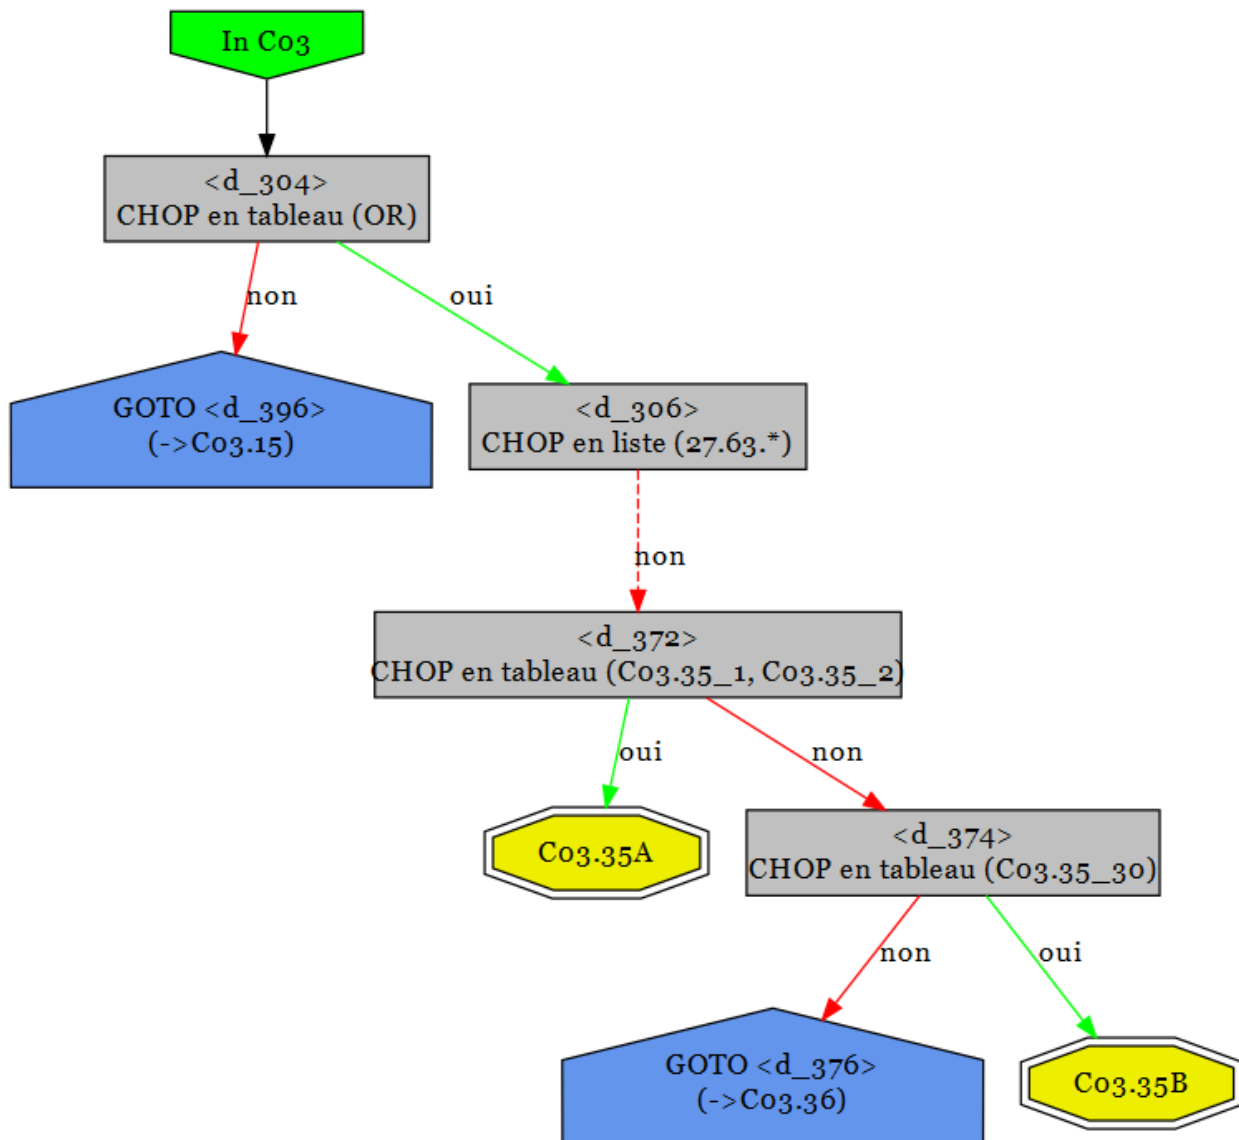 In C03
<d_304>
CHOP en tableau (OR)
non
oui
GOTO <d_396>
(->C03.15)
<d_306>
CHOP en liste (27.63.*)
non
<d_372>
CHOP en tableau (C03.35_1, C03.35_2)
oui
non
C03.35A
<d_374>
CHOP en tableau (C03.35_30)
non
oui
GOTO <d_376>
(->C03.36)
C03.35B